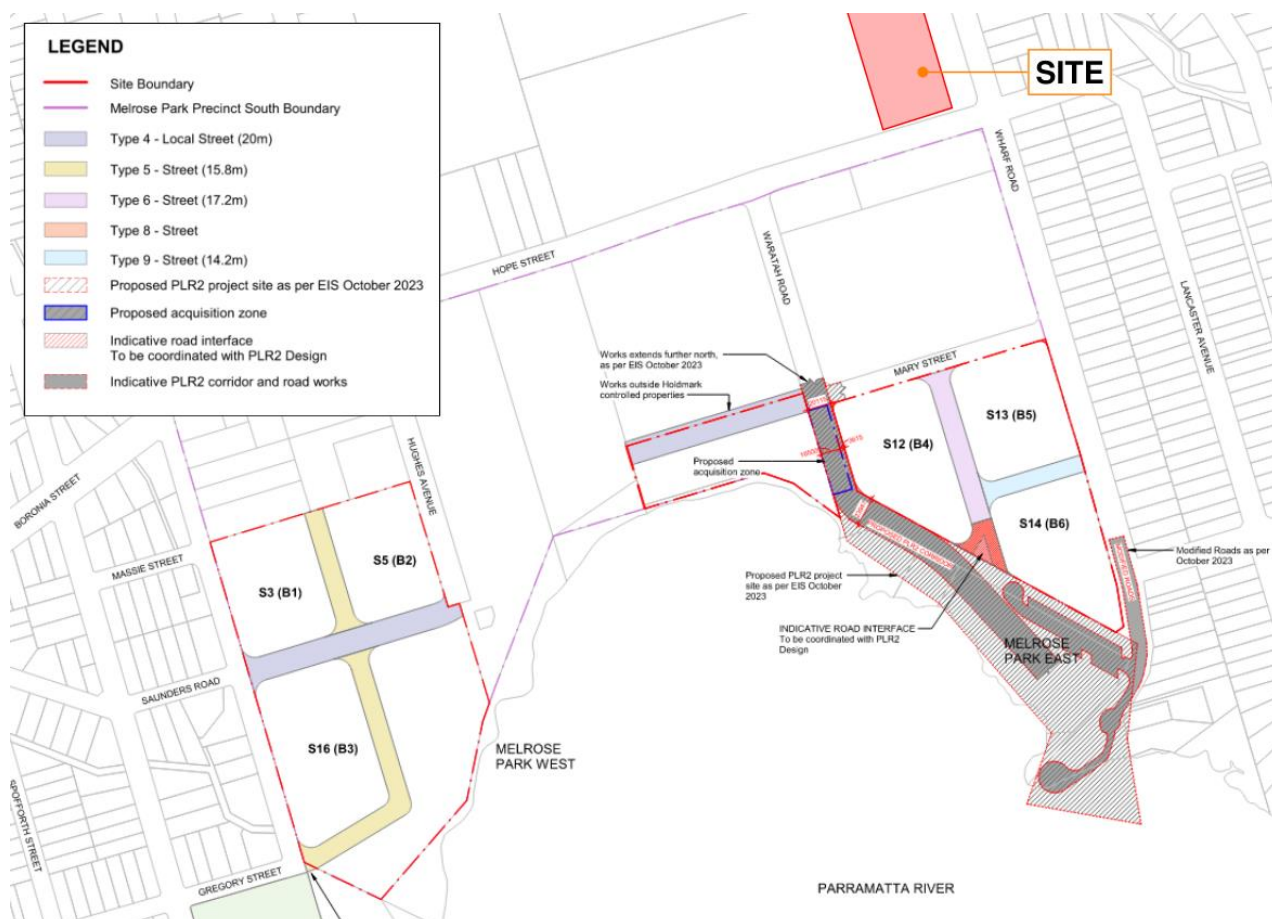 LEGEND
Site Boundary
Melrose Park Precinct South Boundary
Type 4 - Local Street (20m)
Type 5 - Street (15.8m)
Type 6 - Street (17.2m)
Type 8 - Street
Type 9 - Street (14.2m)
Proposed PLR2 project site as per EIS October 2023
Proposed acquisition zone
Indicative road interface
To be coordinated with PLR2 Design
Indicative PLR2 corridor and road works
SITE
WHARF ROAD
HOPE STREET
WARATAH ROAD
LANCASTER AVENUE
Works extends further north,
as per EIS October 2023
MARY STREET
Works outside Holdmark
controlled properties
S13 (B5)
S12 (B4)
HUGHES AVENUE
Proposed
acquisition zone
BORONIA STREET
S14 (B6)
MASSIE STREET
S5 (B2)
S3 (B1)
PROPOSED PLR2 CORRIDOR
MODIFIED ROADS
Modified Roads as per
October 2023
Proposed PLR2 project
site as per EIS October
2023
INDICATIVE ROAD INTERFACE
To be coordinated with PLR2
Design
MELROSE
PARK EAST
SAUNDERS ROAD
S16 (B3)
MELROSE
PARK WEST
SPOFFORTH STREET
GREGORY STREET
PARRAMATTA RIVER